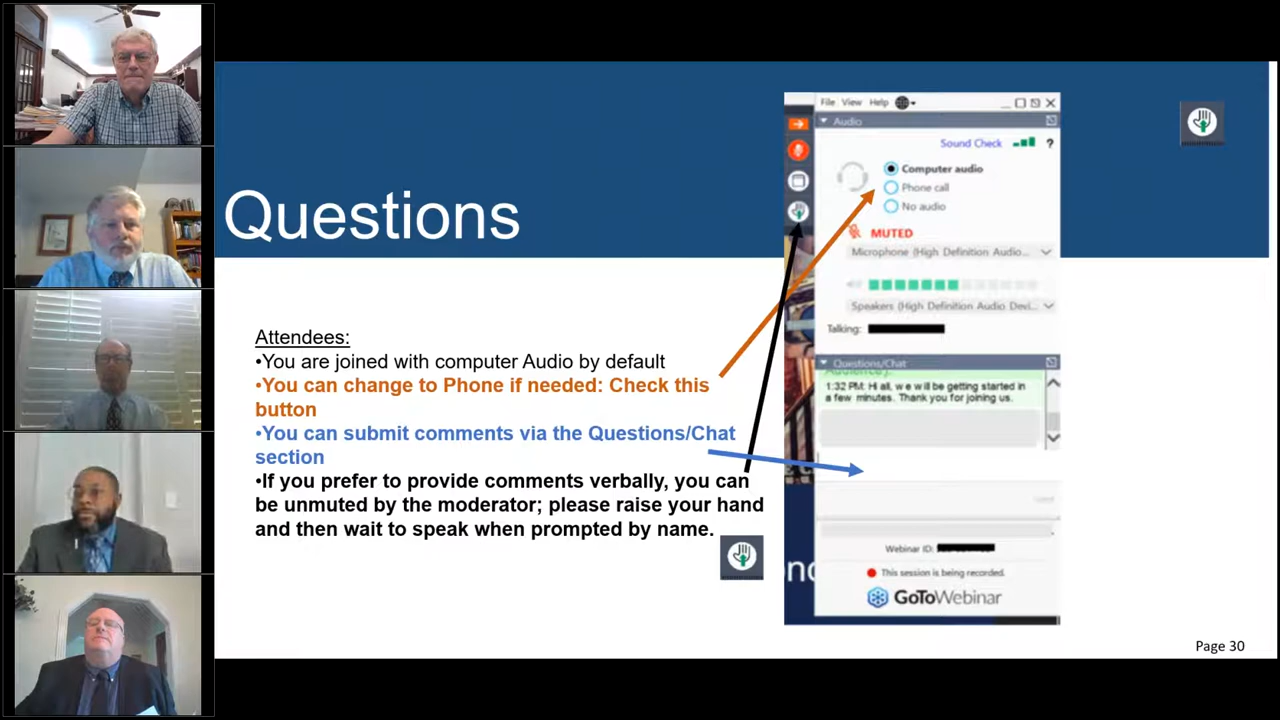 Questions
Attendees:
•You are joined with computer Audio by default
•You can change to Phone if needed: Check this
button
•You can submit comments via the Questions/Chat
section
•If you prefer to provide comments verbally, you can
be unmuted by the moderator; please raise your hand
and then wait to speak when prompted by name.
File View Help
Audio
Sound Check ?
Computer audio
Phone call
No audio
MUTED
Microphone (High Definition Audio...
Speakers (High Definition Audio Devi...
Talking:
Questions/Chat
1:32 PM: Hi all, we will be getting started in
a few minutes. Thank you for joining us.
Webinar ID:
This session is being recorded.
GoToWebinar
Page 30